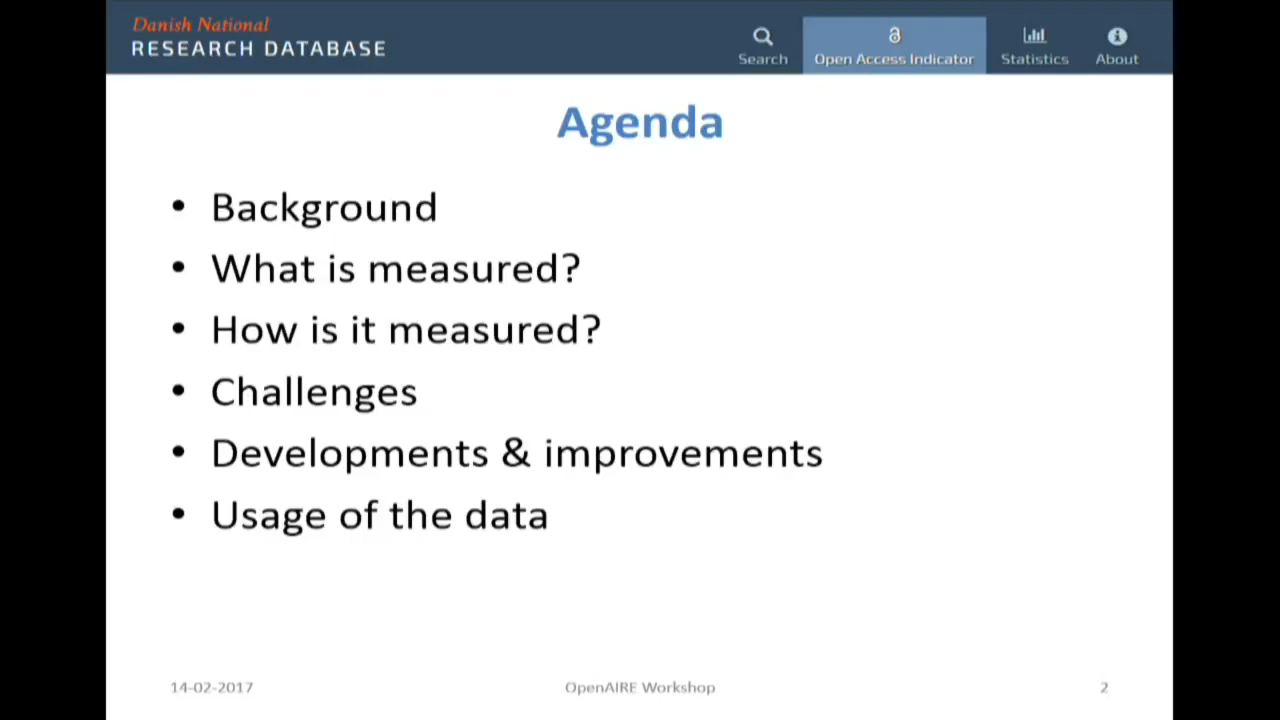 Danish National
RESEARCH DATABASE
Search
Open Access Indicator
Statistics
About
Agenda
• Background
• What is measured?
• How is it measured?
• Challenges
• Developments & improvements
• Usage of the data
14-02-2017
OpenAIRE Workshop
2